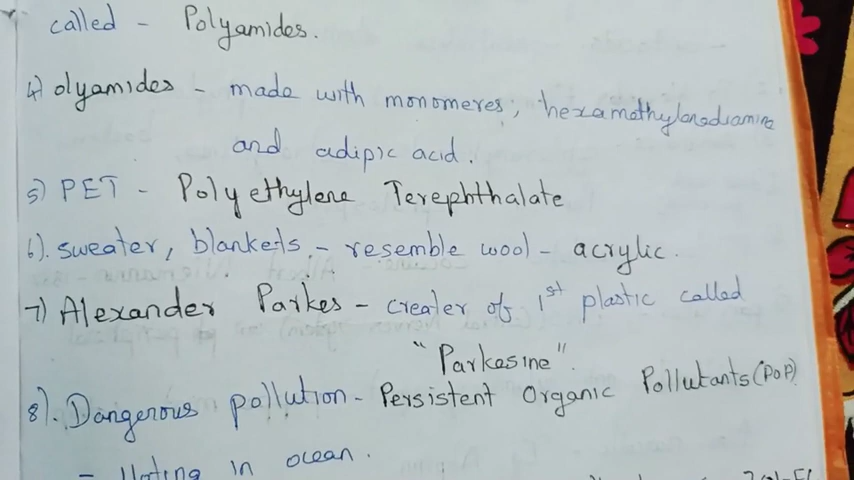 called - Polyamides.
4) olyamides - made with monomeres; hexamethylenediamine
and adipic acid.
5) PET - Polyethylene Terephthalate
6). sweater, blankets - resemble wool - acrylic.
7) Alexander Parkes - creater of 1st plastic called
"Parkesine".
8). Dangerous pollution - Persistent Organic Pollutants (POP)
- in ocean.